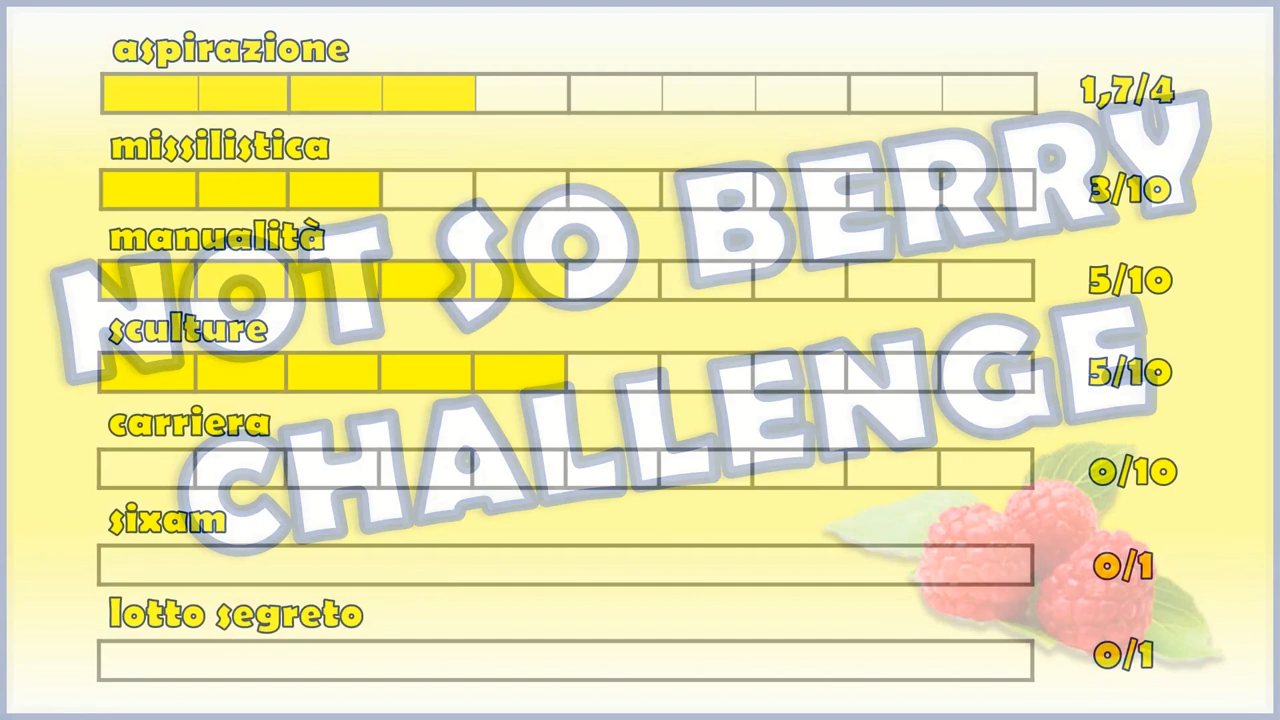 aspirazione
1,7/4
missilistica
3/10
manualità
5/10
sculture
5/10
carriera
0/10
sixam
0/1
lotto segreto
0/1
NOT SO BERRY
CHALLENGE